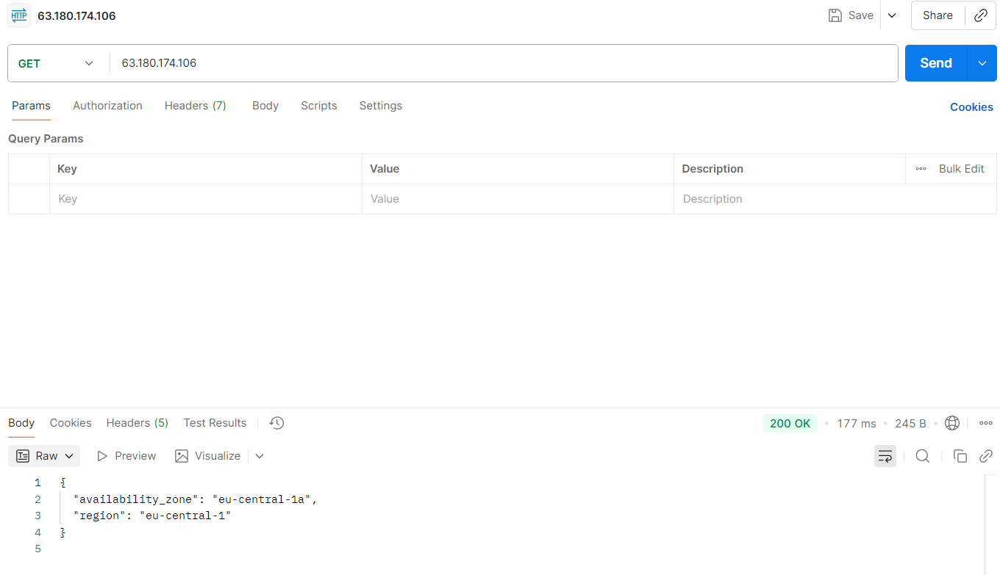 HTTP 63.180.174.106 Save Share
GET 63.180.174.106 Send
Params Authorization Headers (7) Body Scripts Settings Cookies
Query Params
Key Value Description Bulk Edit
Key Value Description
Body Cookies Headers (5) Test Results 200 OK • 177 ms • 245 B •
Raw Preview Visualize
1 {
2 "availability_zone": "eu-central-1a",
3 "region": "eu-central-1"
4 }
5